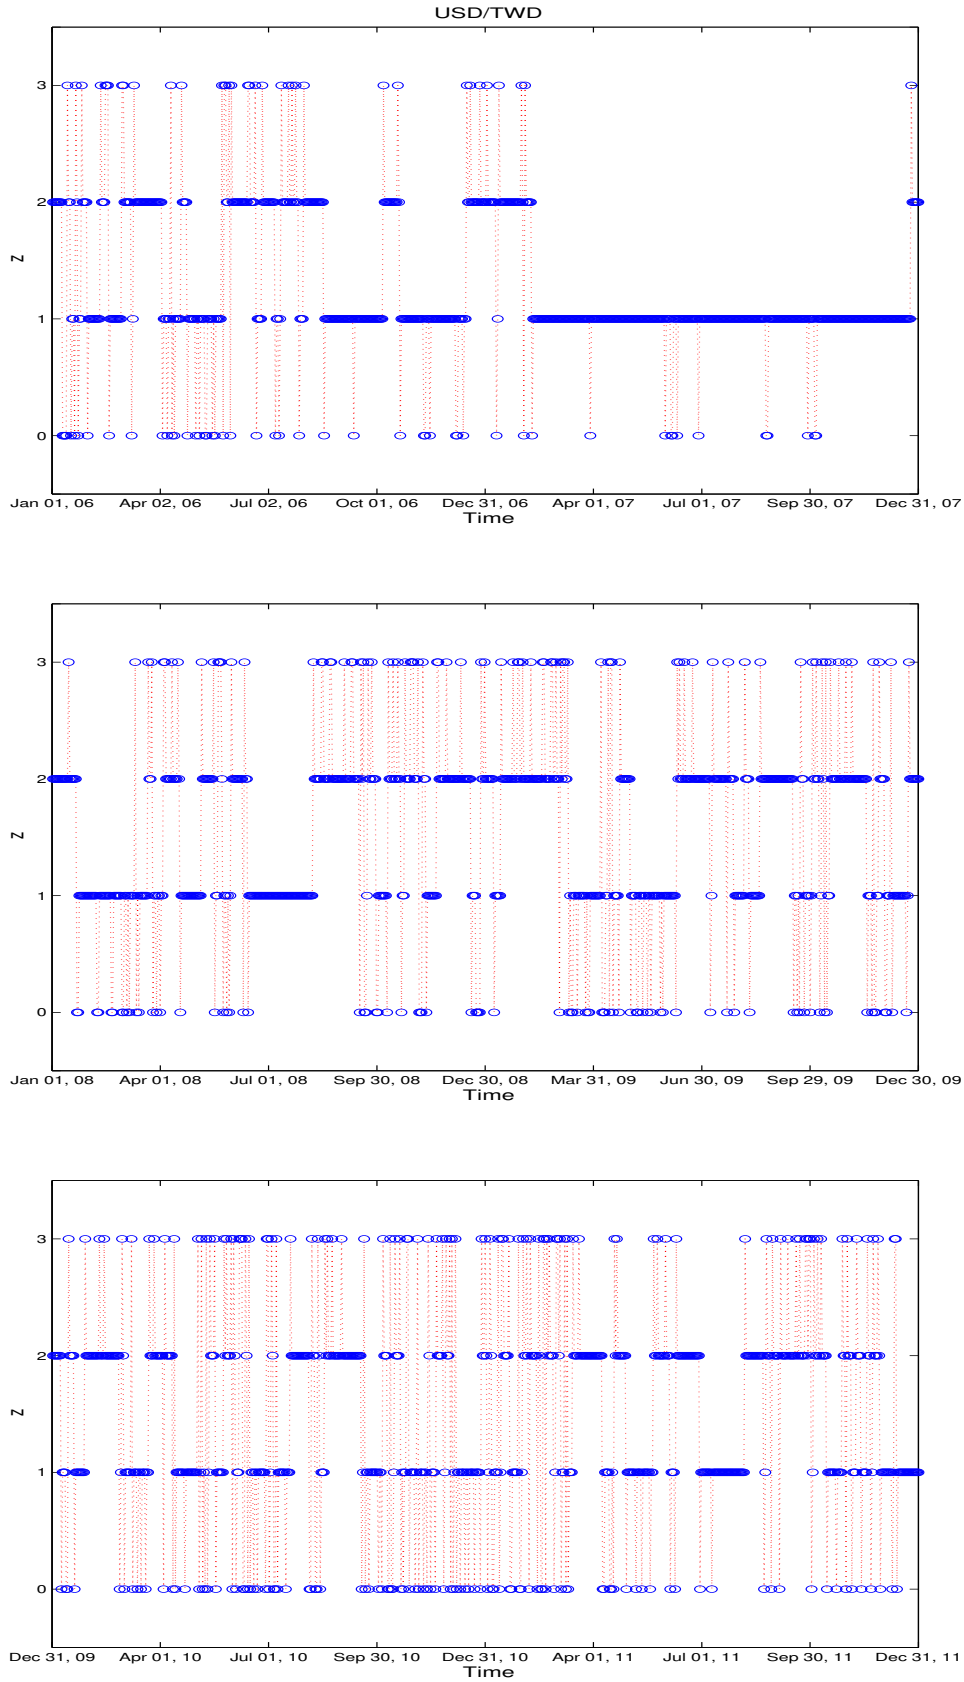 USD/TWD
3
2
1
0
Z
Jan 01, 06 Apr 02, 06 Jul 02, 06 Oct 01, 06 Dec 31, 06 Apr 01, 07 Jul 01, 07 Sep 30, 07 Dec 31, 07
Time
3
2
1
0
Z
Jan 01, 08 Apr 01, 08 Jul 01, 08 Sep 30, 08 Dec 30, 08 Mar 31, 09 Jun 30, 09 Sep 29, 09 Dec 30, 09
Time
3
2
1
0
Z
Dec 31, 09 Apr 01, 10 Jul 01, 10 Sep 30, 10 Dec 31, 10 Apr 01, 11 Jul 01, 11 Sep 30, 11 Dec 31, 11
Time